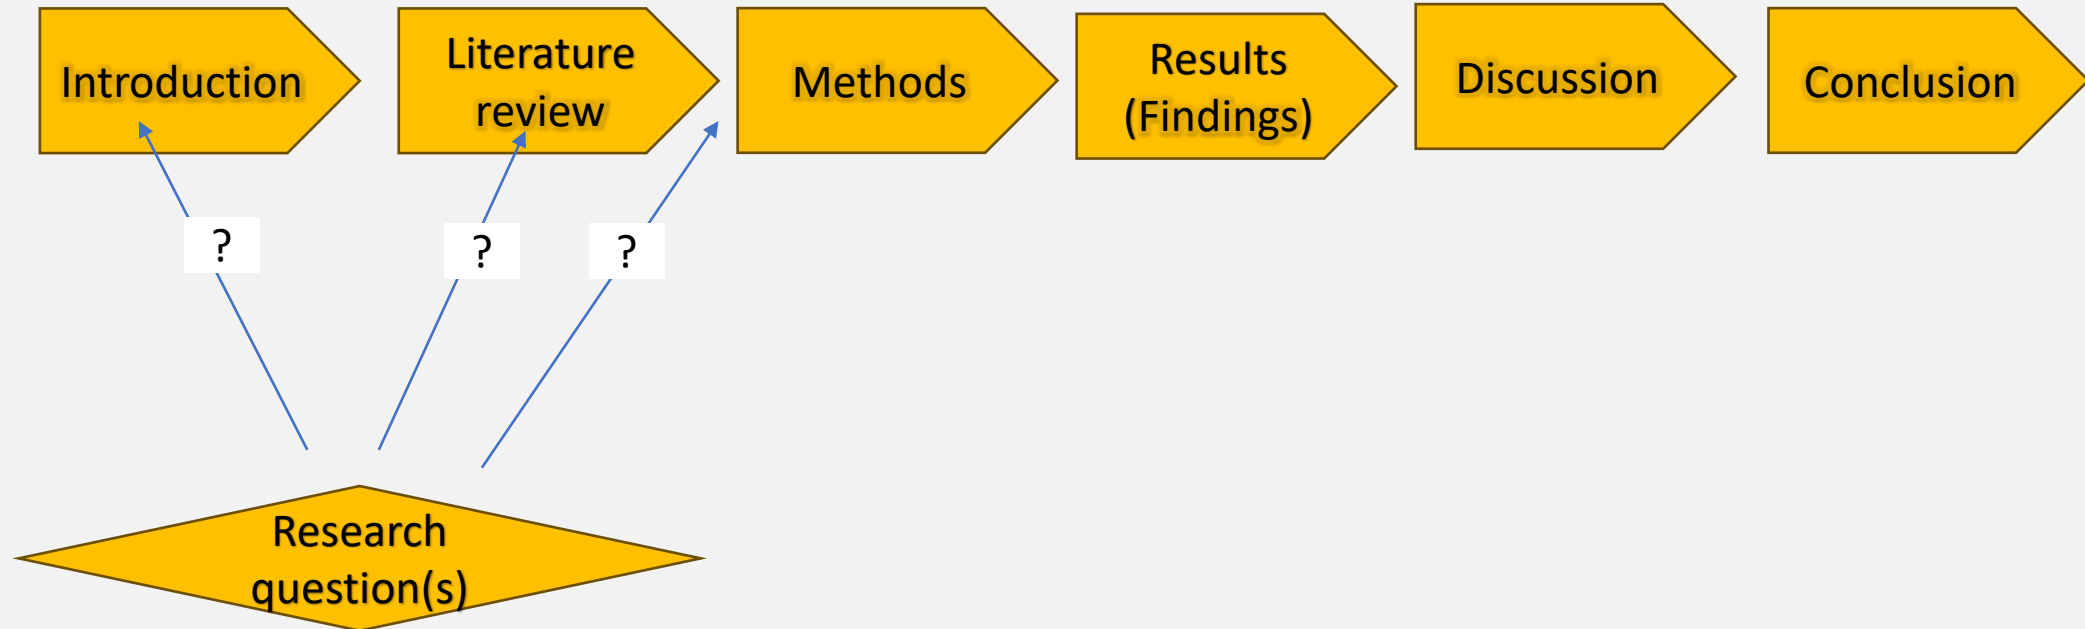 Introduction
Literature
review
Methods
Results
(Findings)
Discussion
Conclusion
?
?
?
Research
question(s)